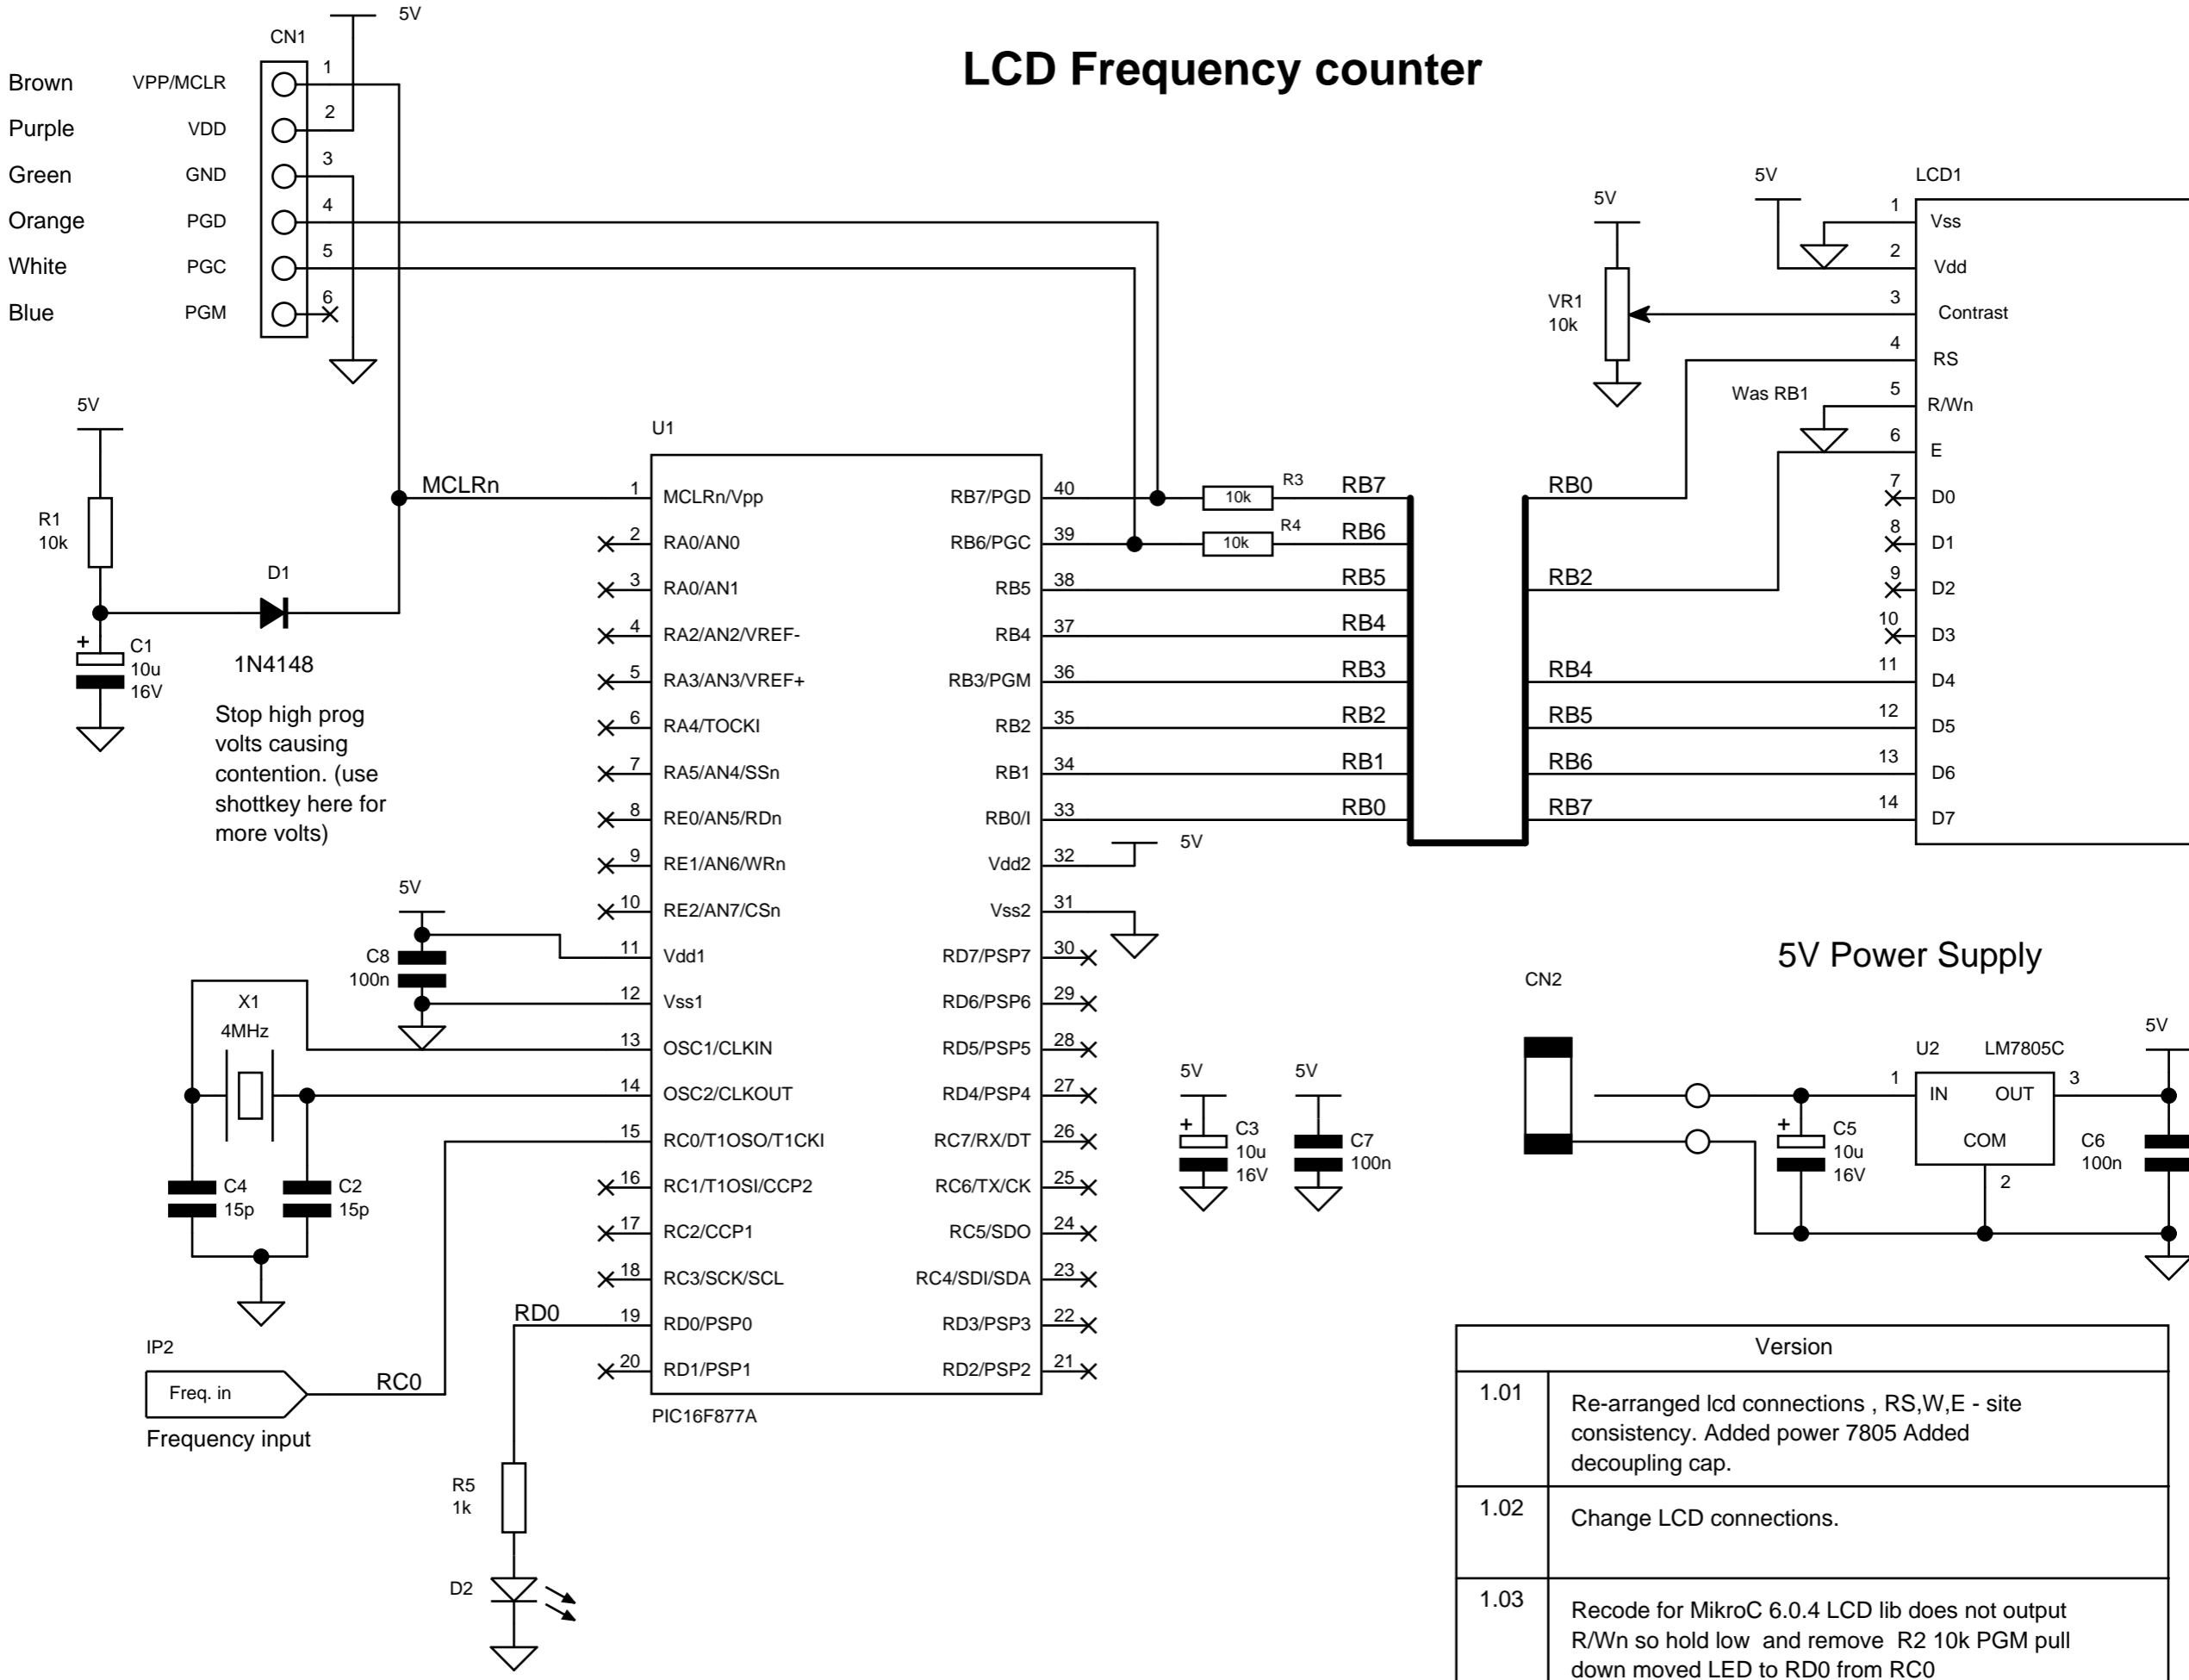 LCD Frequency counter
5V
CN1
Brown VPP/MCLR 1
Purple VDD 2
Green GND 3
Orange PGD 4
White PGC 5
Blue PGM 6
5V
R1
10k
D1
1N4148
+
C1
10u
16V
Stop high prog
volts causing
contention. (use
shottkey here for
more volts)
U1
MCLRn
1 MCLRn/Vpp
2 RA0/AN0
3 RA0/AN1
4 RA2/AN2/VREF-
5 RA3/AN3/VREF+
6 RA4/TOCKI
7 RA5/AN4/SSn
8 RE0/AN5/RDn
9 RE1/AN6/WRn
10 RE2/AN7/CSn
11 Vdd1
12 Vss1
13 OSC1/CLKIN
14 OSC2/CLKOUT
15 RC0/T1OSO/T1CKI
16 RC1/T1OSI/CCP2
17 RC2/CCP1
18 RC3/SCK/SCL
19 RD0/PSP0
20 RD1/PSP1
RB7/PGD 40
RB6/PGC 39
RB5 38
RB4 37
RB3/PGM 36
RB2 35
RB1 34
RB0/I 33
Vdd2 32
Vss2 31
RD7/PSP7 30
RD6/PSP6 29
RD5/PSP5 28
RD4/PSP4 27
RC7/RX/DT 26
RC6/TX/CK 25
RC5/SDO 24
RC4/SDI/SDA 23
RD3/PSP3 22
RD2/PSP2 21
PIC16F877A
5V
C8
100n
X1
4MHz
C4
15p
C2
15p
IP2
Freq. in
Frequency input
RC0
RD0
R5
1k
D2
10k R3
10k R4
RB7
RB6
RB5
RB4
RB3
RB2
RB1
RB0
5V
RB0
RB2
RB4
RB5
RB6
RB7
5V
VR1
10k
5V
Was RB1
LCD1
1 Vss
2 Vdd
3 Contrast
4 RS
5 R/Wn
6 E
7 D0
8 D1
9 D2
10 D3
11 D4
12 D5
13 D6
14 D7
5V
+
C3
10u
16V
5V
C7
100n
5V Power Supply
CN2
+
C5
10u
16V
U2 LM7805C
1 IN OUT 3
COM
2
5V
C6
100n
Version
1.01 Re-arranged lcd connections , RS,W,E - site
consistency. Added power 7805 Added
decoupling cap.
1.02 Change LCD connections.
1.03 Recode for MikroC 6.0.4 LCD lib does not output
R/Wn so hold low and remove R2 10k PGM pull
down moved LED to RD0 from RC0